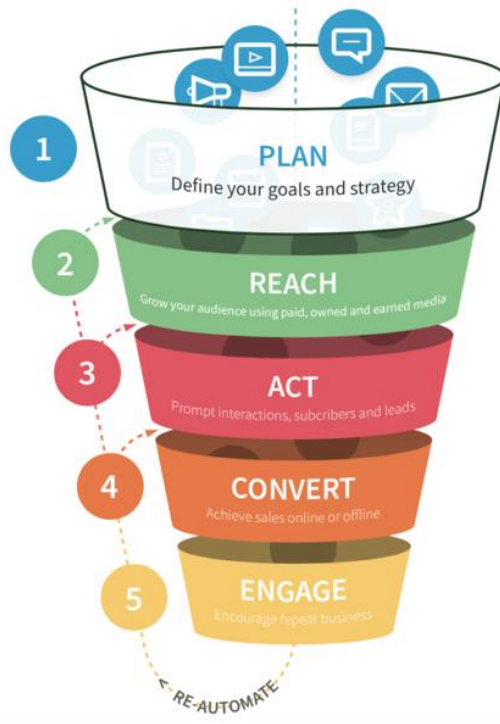 1
PLAN
Define your goals and strategy
2
REACH
Grow your audience using paid, owned and earned media
3
ACT
Prompt interactions, subcribers and leads
4
CONVERT
Achieve sales online or offline
5
ENGAGE
Encourage repeat business
< RE-AUTOMATE